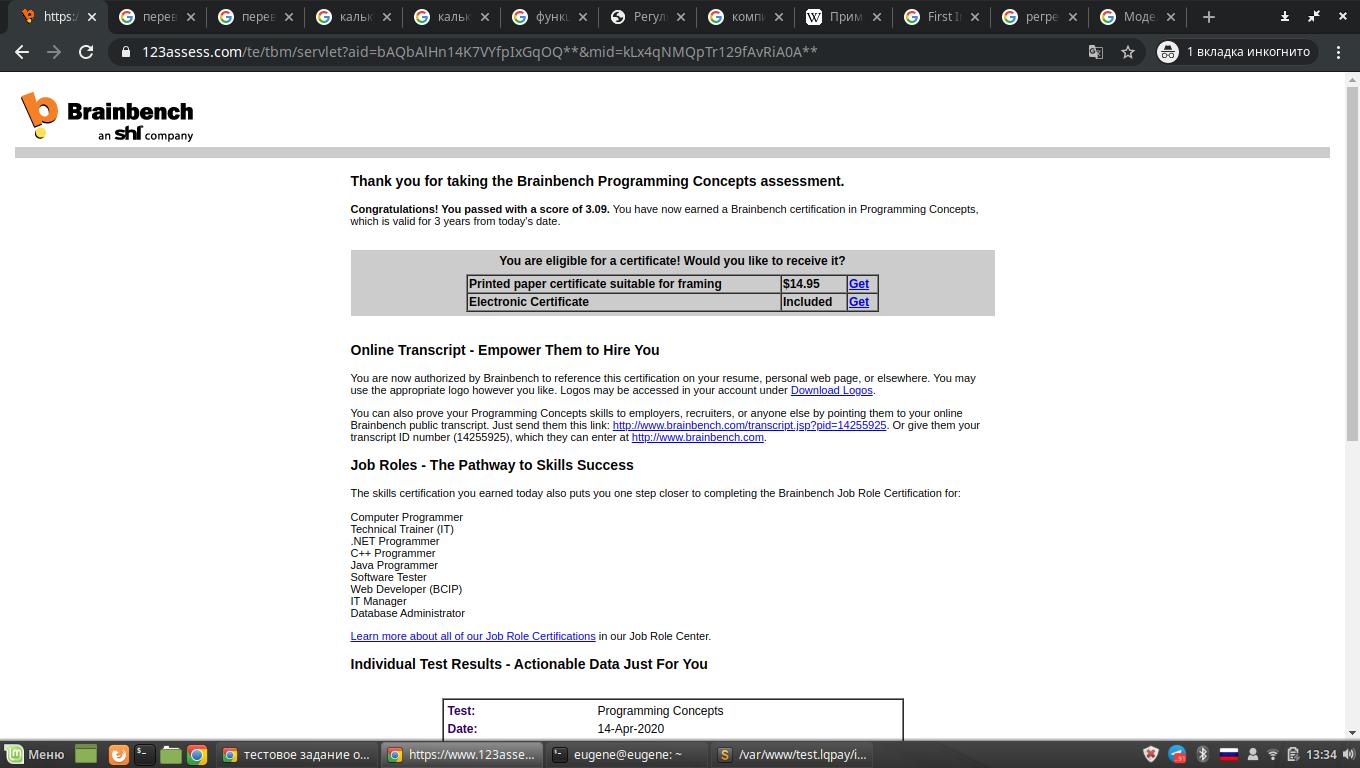 https:/
перев
перев
кальк
кальк
функц
Регул
компи
Прим
First I
регре
Моде
123assess.com/te/tbm/servlet?aid=bAQbAlHn14K7VYfpIxGqOQ**&mid=kLx4qNMQpTr129fAvRiA0A**
1 вкладка инкогнито
Brainbench
an shl company
Thank you for taking the Brainbench Programming Concepts assessment.
Congratulations! You passed with a score of 3.09. You have now earned a Brainbench certification in Programming Concepts,
which is valid for 3 years from today's date.
You are eligible for a certificate! Would you like to receive it?
Printed paper certificate suitable for framing $14.95 Get
Electronic Certificate Included Get
Online Transcript - Empower Them to Hire You
You are now authorized by Brainbench to reference this certification on your resume, personal web page, or elsewhere. You may
use the appropriate logo however you like. Logos may be accessed in your account under Download Logos.
You can also prove your Programming Concepts skills to employers, recruiters, or anyone else by pointing them to your online
Brainbench public transcript. Just send them this link: http://www.brainbench.com/transcript.jsp?pid=14255925. Or give them your
transcript ID number (14255925), which they can enter at http://www.brainbench.com.
Job Roles - The Pathway to Skills Success
The skills certification you earned today also puts you one step closer to completing the Brainbench Job Role Certification for:
Computer Programmer
Technical Trainer (IT)
.NET Programmer
C++ Programmer
Java Programmer
Software Tester
Web Developer (BCIP)
IT Manager
Database Administrator
Learn more about all of our Job Role Certifications in our Job Role Center.
Individual Test Results - Actionable Data Just For You
Test: Programming Concepts
Date: 14-Apr-2020
Меню
тестовое задание о...
https://www.123asse...
eugene@eugene: ~
/var/www/test.lqpay/i...
13:34